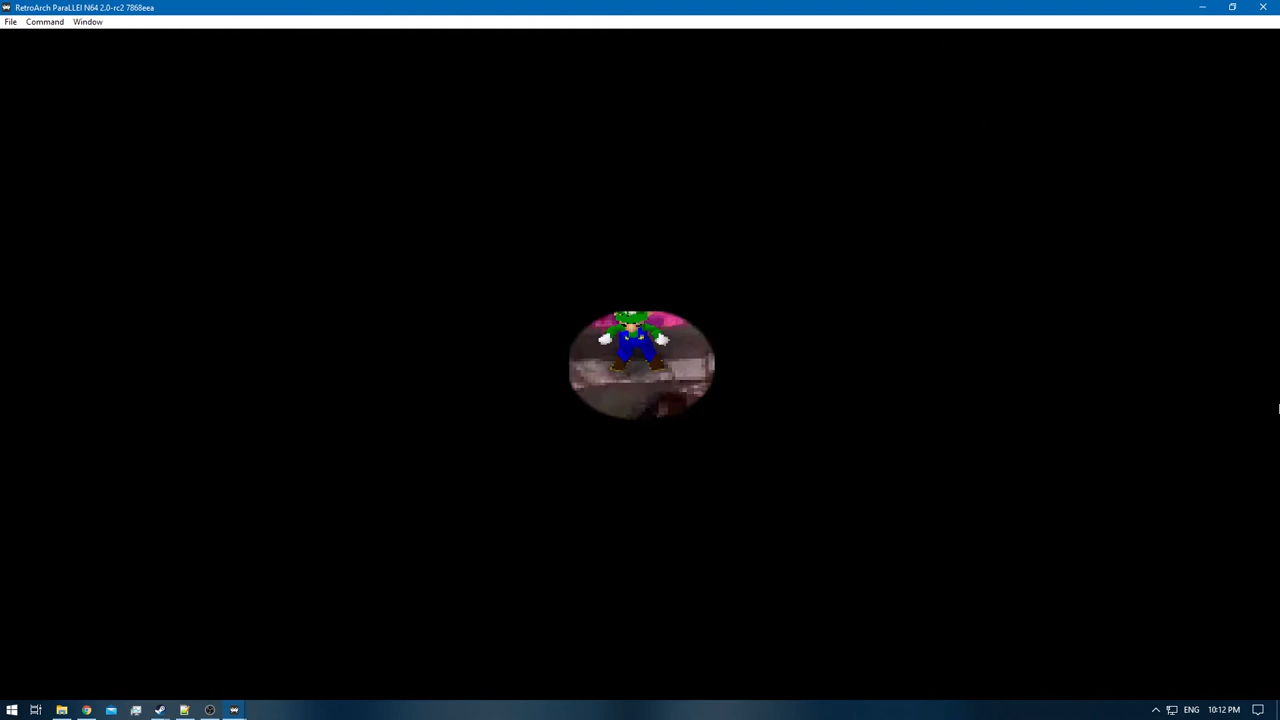 RetroArch ParaLLEl N64 2.0-rc2 7868eea
File Command Window
ENG 10:12 PM